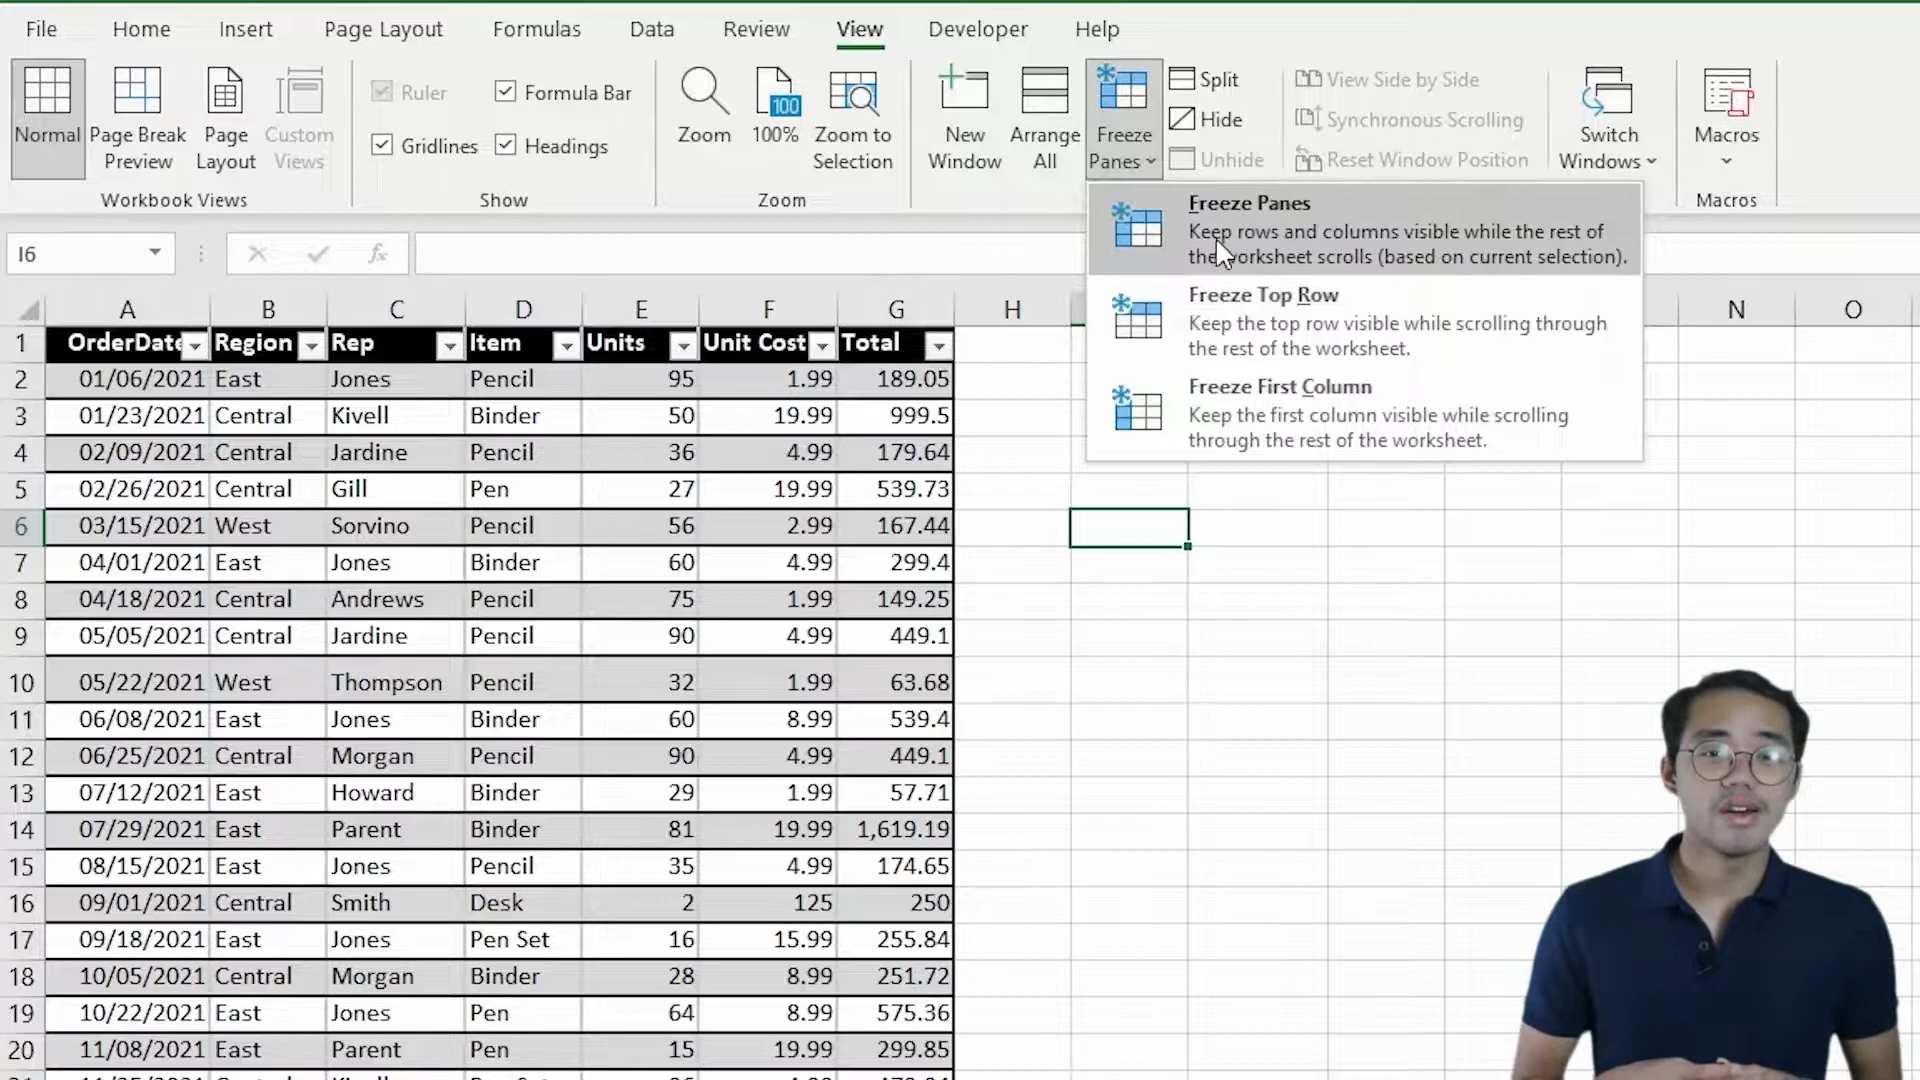 File Home Insert Page Layout Formulas Data Review View Developer Help
Normal Page Break Preview Page Layout Custom Views
Workbook Views
Ruler Formula Bar
Gridlines Headings
Show
Zoom 100 100% Zoom to Selection
Zoom
New Window Arrange All Freeze Panes
Split
Hide
Unhide
View Side by Side
Synchronous Scrolling
Reset Window Position
Switch Windows
Macros
Macros
Freeze Panes
Keep rows and columns visible while the rest of
the worksheet scrolls (based on current selection).
Freeze Top Row
Keep the top row visible while scrolling through
the rest of the worksheet.
Freeze First Column
Keep the first column visible while scrolling
through the rest of the worksheet.
I6 fx
A B C D E F G H N O
1 OrderDate Region Rep Item Units Unit Cost Total
2 01/06/2021 East Jones Pencil 95 1.99 189.05
3 01/23/2021 Central Kivell Binder 50 19.99 999.5
4 02/09/2021 Central Jardine Pencil 36 4.99 179.64
5 02/26/2021 Central Gill Pen 27 19.99 539.73
6 03/15/2021 West Sorvino Pencil 56 2.99 167.44
7 04/01/2021 East Jones Binder 60 4.99 299.4
8 04/18/2021 Central Andrews Pencil 75 1.99 149.25
9 05/05/2021 Central Jardine Pencil 90 4.99 449.1
10 05/22/2021 West Thompson Pencil 32 1.99 63.68
11 06/08/2021 East Jones Binder 60 8.99 539.4
12 06/25/2021 Central Morgan Pencil 90 4.99 449.1
13 07/12/2021 East Howard Binder 29 1.99 57.71
14 07/29/2021 East Parent Binder 81 19.99 1,619.19
15 08/15/2021 East Jones Pencil 35 4.99 174.65
16 09/01/2021 Central Smith Desk 2 125 250
17 09/18/2021 East Jones Pen Set 16 15.99 255.84
18 10/05/2021 Central Morgan Binder 28 8.99 251.72
19 10/22/2021 East Jones Pen 64 8.99 575.36
20 11/08/2021 East Parent Pen 15 19.99 299.85